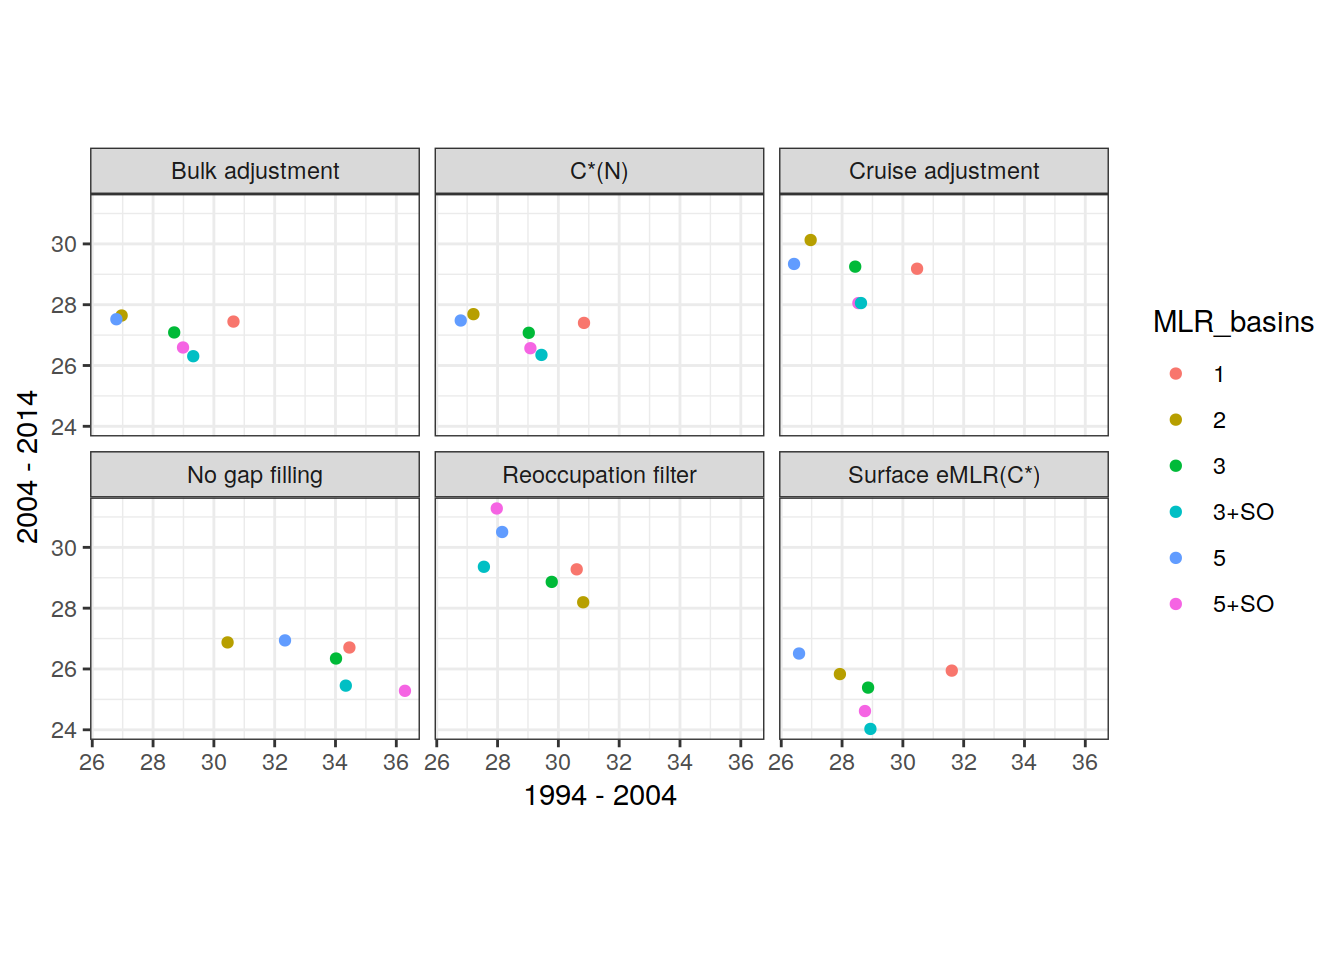 Bulk adjustment
C*(N)
Cruise adjustment
30
28
26
24
No gap filling
Reoccupation filter
Surface eMLR(C*)
30
28
26
24
26 28 30 32 34 36
26 28 30 32 34 36
26 28 30 32 34 36
1994 - 2004
2004 - 2014
MLR_basins
1
2
3
3+SO
5
5+SO